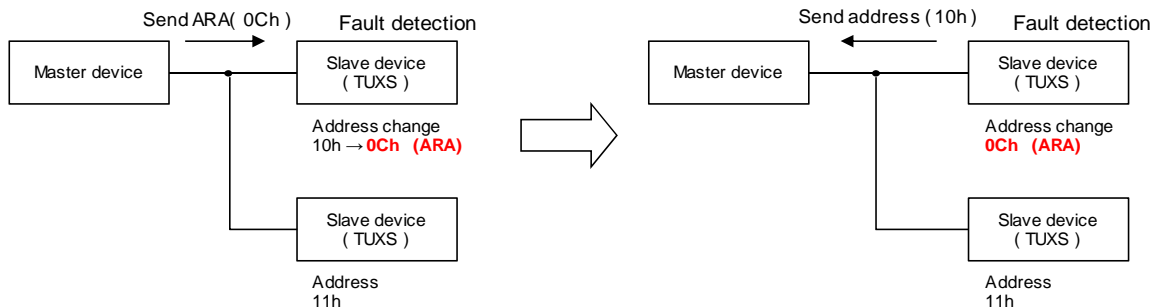 Send ARA( 0Ch )
Fault detection
Master device
Slave device
( TUXS )
Address change
10h → 0Ch (ARA)
Slave device
( TUXS )
Address
11h
Send address ( 10h )
Fault detection
Master device
Slave device
( TUXS )
Address change
0Ch (ARA)
Slave device
( TUXS )
Address
11h